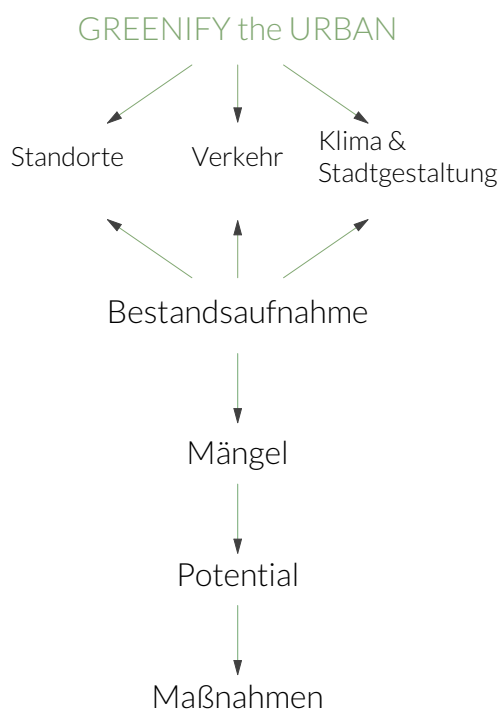 GREENIFY the URBAN
Standorte
Verkehr
Klima &
Stadtgestaltung
Bestandsaufnahme
Mängel
Potential
Maßnahmen